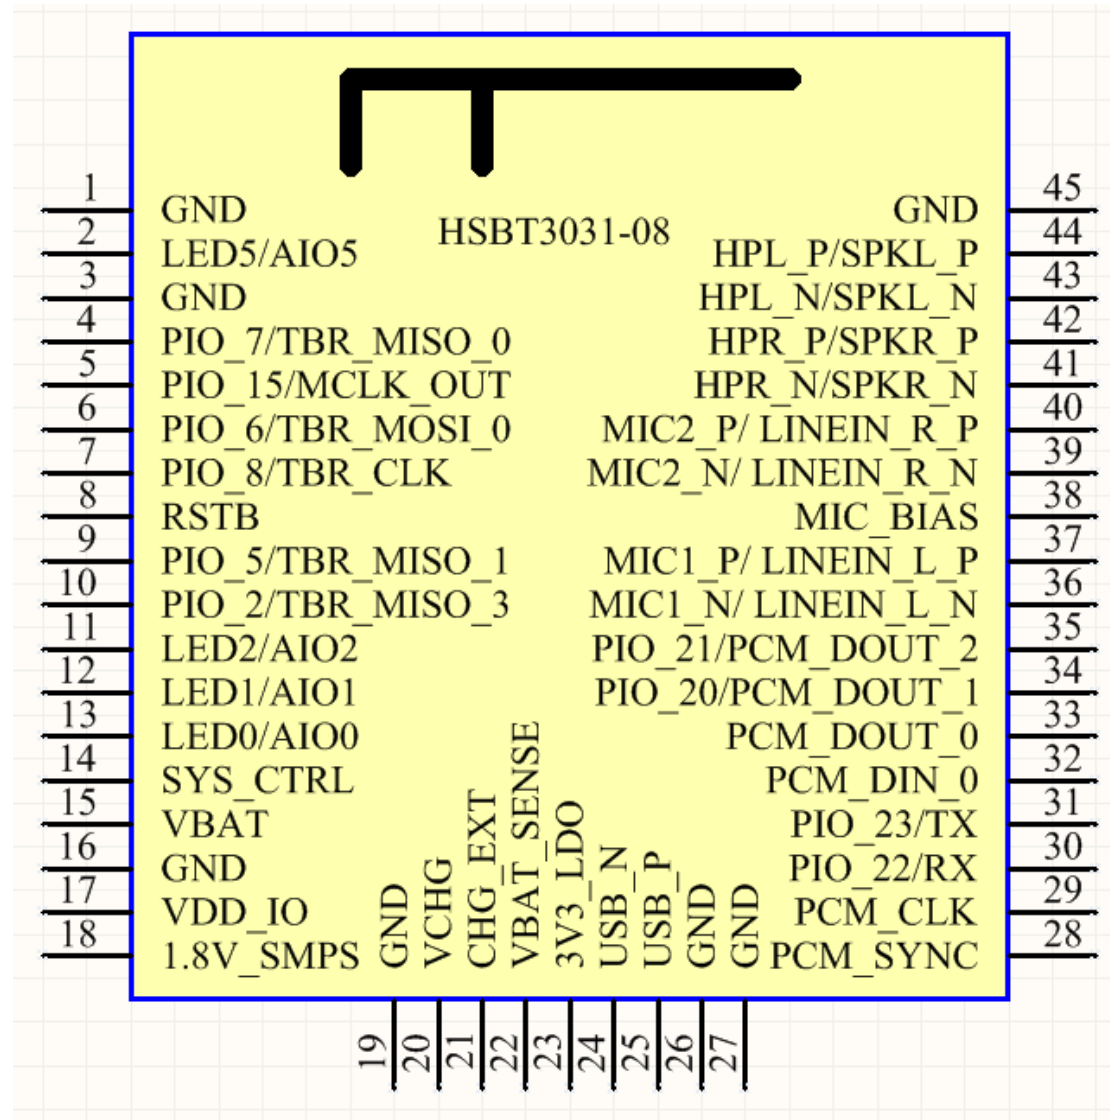 HSBT3031-08
1 GND
2 LED5/AIO5
3 GND
4 PIO_7/TBR_MISO_0
5 PIO_15/MCLK_OUT
6 PIO_6/TBR_MOSI_0
7 PIO_8/TBR_CLK
8 RSTB
9 PIO_5/TBR_MISO_1
10 PIO_2/TBR_MISO_3
11 LED2/AIO2
12 LED1/AIO1
13 LED0/AIO0
14 SYS_CTRL
15 VBAT
16 GND
17 VDD_IO
18 1.8V_SMPS
19 GND
20 VCHG
21 CHG_EXT
22 VBAT_SENSE
23 3V3_LDO
24 USB_N
25 USB_P
26 GND
27 GND
GND 45
HPL_P/SPKL_P 44
HPL_N/SPKL_N 43
HPR_P/SPKR_P 42
HPR_N/SPKR_N 41
MIC2_P/ LINEIN_R_P 40
MIC2_N/ LINEIN_R_N 39
MIC_BIAS 38
MIC1_P/ LINEIN_L_P 37
MIC1_N/ LINEIN_L_N 36
PIO_21/PCM_DOUT_2 35
PIO_20/PCM_DOUT_1 34
PCM_DOUT_0 33
PCM_DIN_0 32
PIO_23/TX 31
PIO_22/RX 30
PCM_CLK 29
PCM_SYNC 28